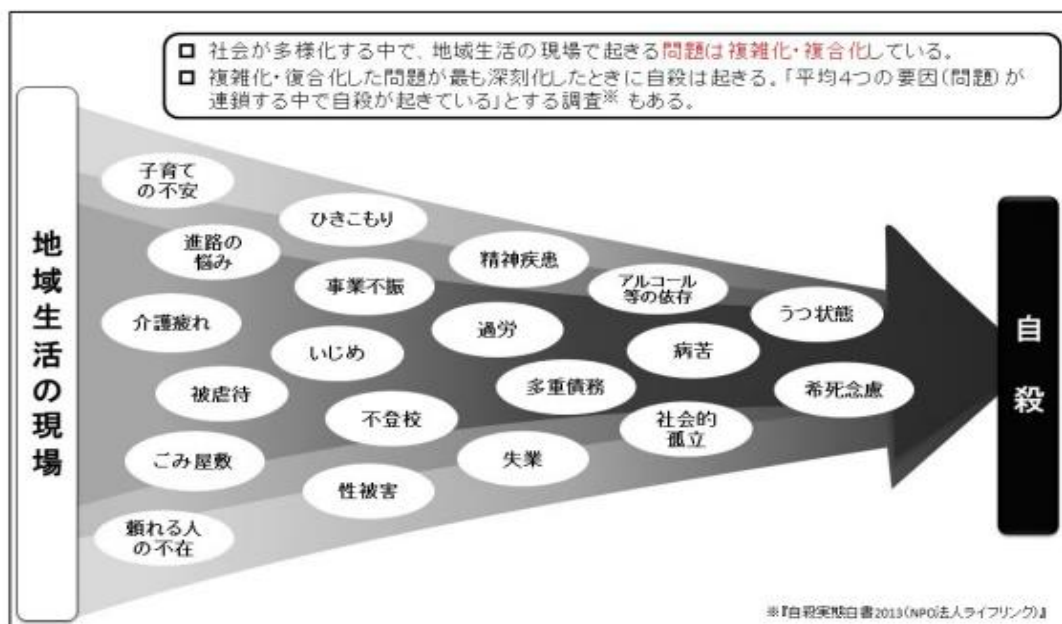 □ 社会が多様化する中で、地域生活の現場で起きる問題は複雑化・複合化している。
□ 複雑化・復合化した問題が最も深刻化したときに自殺は起きる。「平均4つの要因(問題)が
連鎖する中で自殺が起きている」とする調査※ もある。
地域生活の現場
子育て
の不安
進路の
悩み
介護疲れ
被虐待
ごみ屋敷
頼れる人
の不在
ひきこもり
事業不振
いじめ
不登校
性被害
精神疾患
過労
多重債務
失業
アルコール
等の依存
病苦
社会的
孤立
うつ状態
希死念慮
自殺
※『自殺実態白書2013(NPO法人ライフリンク)』